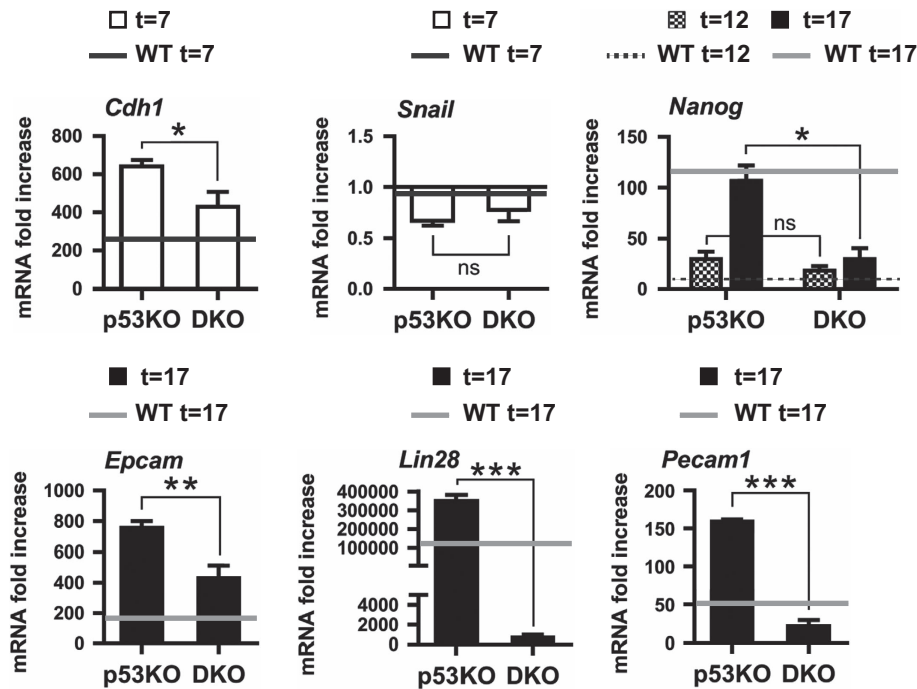 t=7
WT t=7
Cdh1
mRNA fold increase
800
600
400
200
0
*
p53KO DKO
t=7
WT t=7
Snail
mRNA fold increase
1.5
1.0
0.5
0.0
ns
p53KO DKO
t=12 t=17
WT t=12 WT t=17
Nanog
mRNA fold increase
150
100
50
0
*
ns
p53KO DKO
t=17
WT t=17
Epcam
mRNA fold increase
1000
800
600
400
200
0
**
p53KO DKO
t=17
WT t=17
Lin28
mRNA fold increase
400000
300000
200000
100000
4000
2000
0
***
p53KO DKO
t=17
WT t=17
Pecam1
mRNA fold increase
200
150
100
50
0
***
p53KO DKO